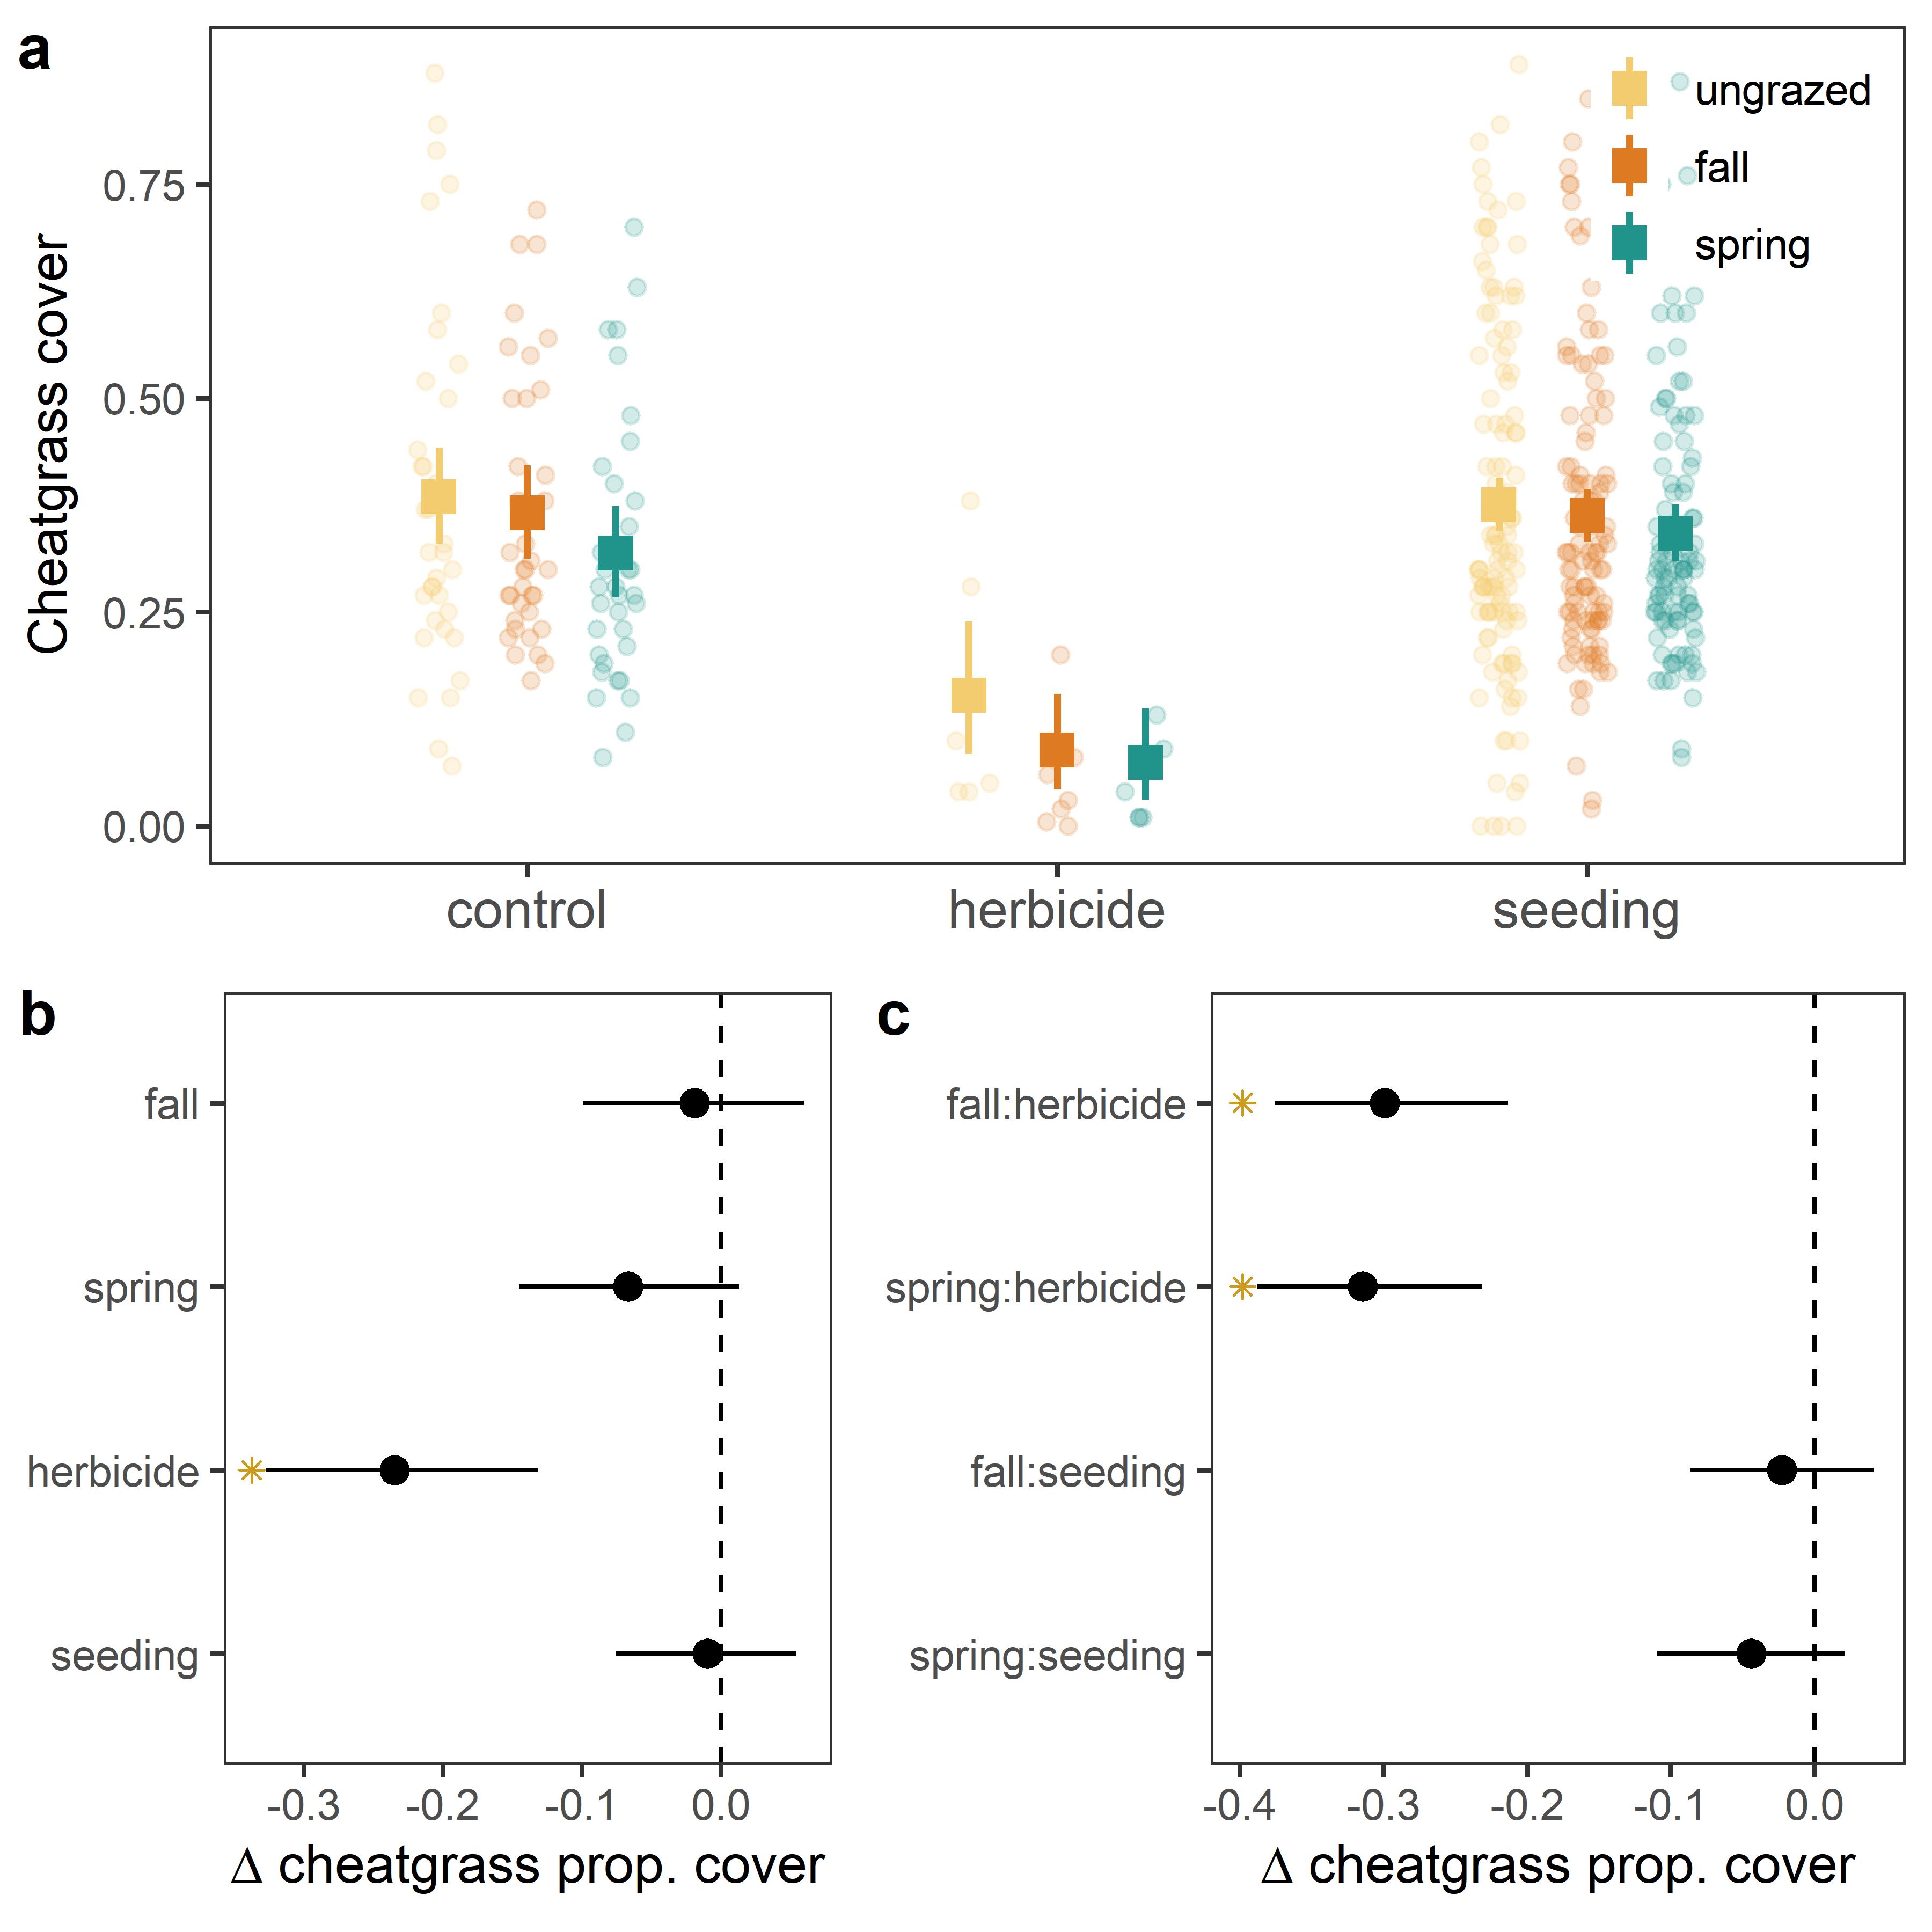 a
Cheatgrass cover
0.75
0.50
0.25
0.00
ungrazed
fall
spring
control
herbicide
seeding
b
fall
spring
herbicide
seeding
-0.3
-0.2
-0.1
0.0
Δ cheatgrass prop. cover
c
fall:herbicide
spring:herbicide
fall:seeding
spring:seeding
-0.4
-0.3
-0.2
-0.1
0.0
Δ cheatgrass prop. cover